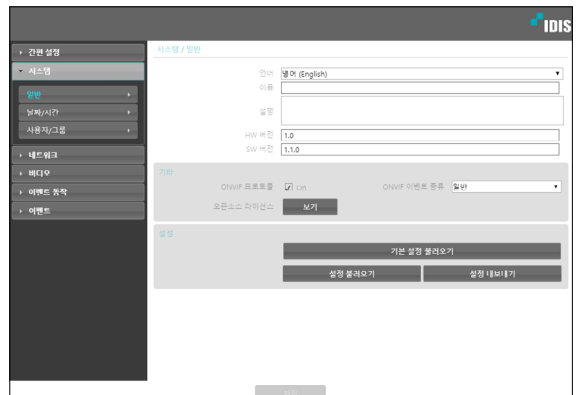 IDIS
간편 설정
시스템
일반
날짜/시간
사용자/그룹
네트워크
비디오
이벤트 동작
이벤트
시스템 / 일반
언어 영어 (English)
이름
설명
HW 버전 1.0
SW 버전 1.1.0
기타
ONVIF 프로토콜 On ONVIF 이벤트 종류 일반
오픈소스 라이선스 보기
설정
기본 설정 불러오기
설정 불러오기 설정 내보내기
저장